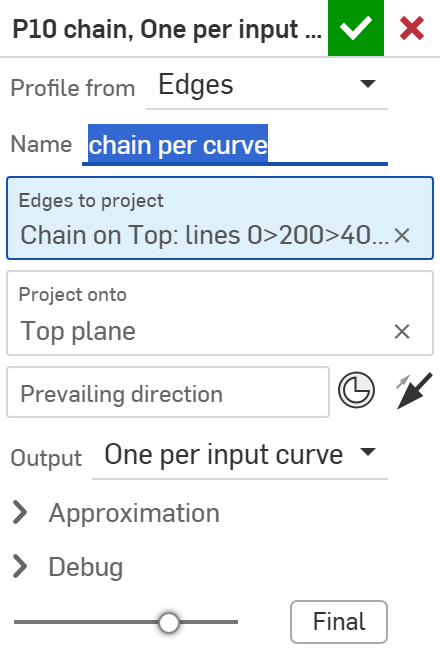 P10 chain, One per input ...
Profile from Edges
Name chain per curve
Edges to project
Chain on Top: lines 0>200>40...
Project onto
Top plane
Prevailing direction
Output One per input curve
Approximation
Debug
Final